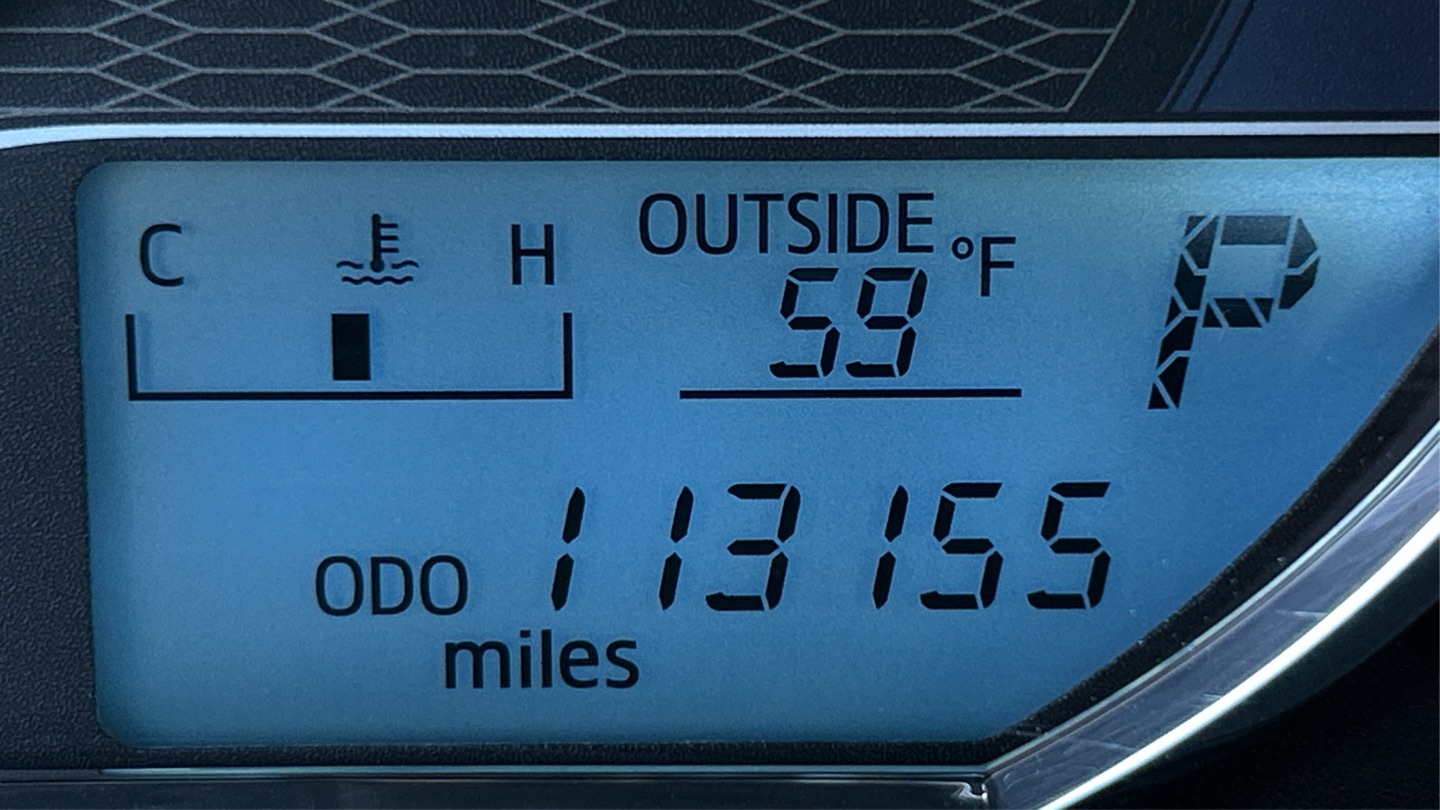 C H
OUTSIDE
59 °F
P
ODO 113155
miles